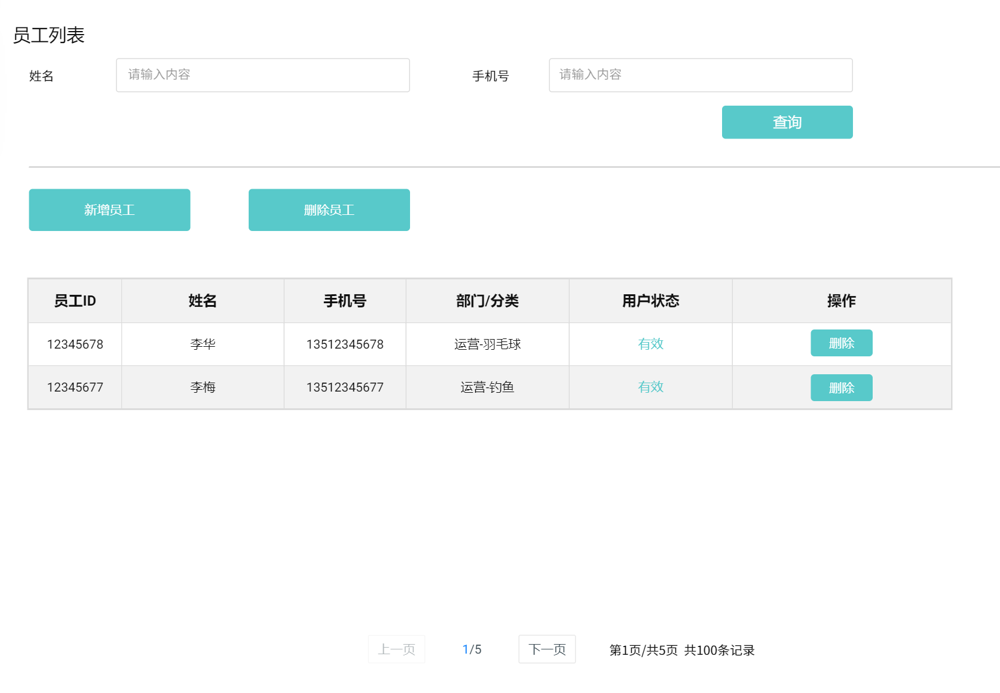 员工列表
姓名 请输入内容 手机号 请输入内容
查询
新增员工 删除员工
员工ID 姓名 手机号 部门/分类 用户状态 操作
12345678 李华 13512345678 运营-羽毛球 有效 删除
12345677 李梅 13512345677 运营-钓鱼 有效 删除
上一页 1/5 下一页 第1页/共5页 共100条记录